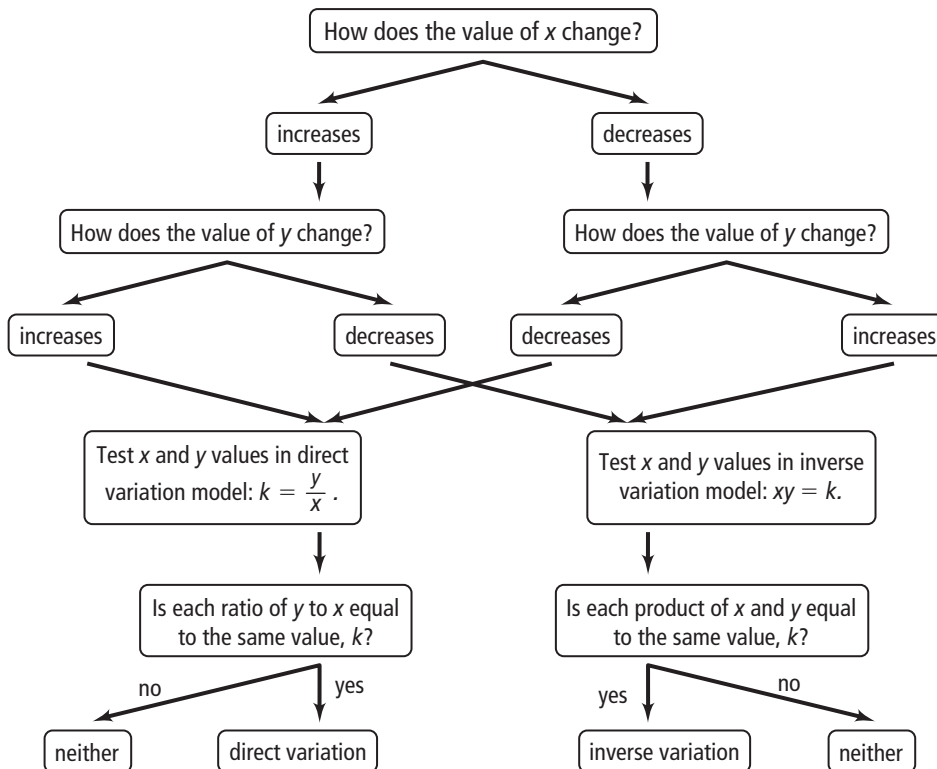 How does the value of x change?
increases
decreases
How does the value of y change?
How does the value of y change?
increases
decreases
decreases
increases
Test x and y values in direct
variation model: k = y/x .
Test x and y values in inverse
variation model: xy = k.
Is each ratio of y to x equal
to the same value, k?
Is each product of x and y equal
to the same value, k?
no
yes
yes
no
neither
direct variation
inverse variation
neither